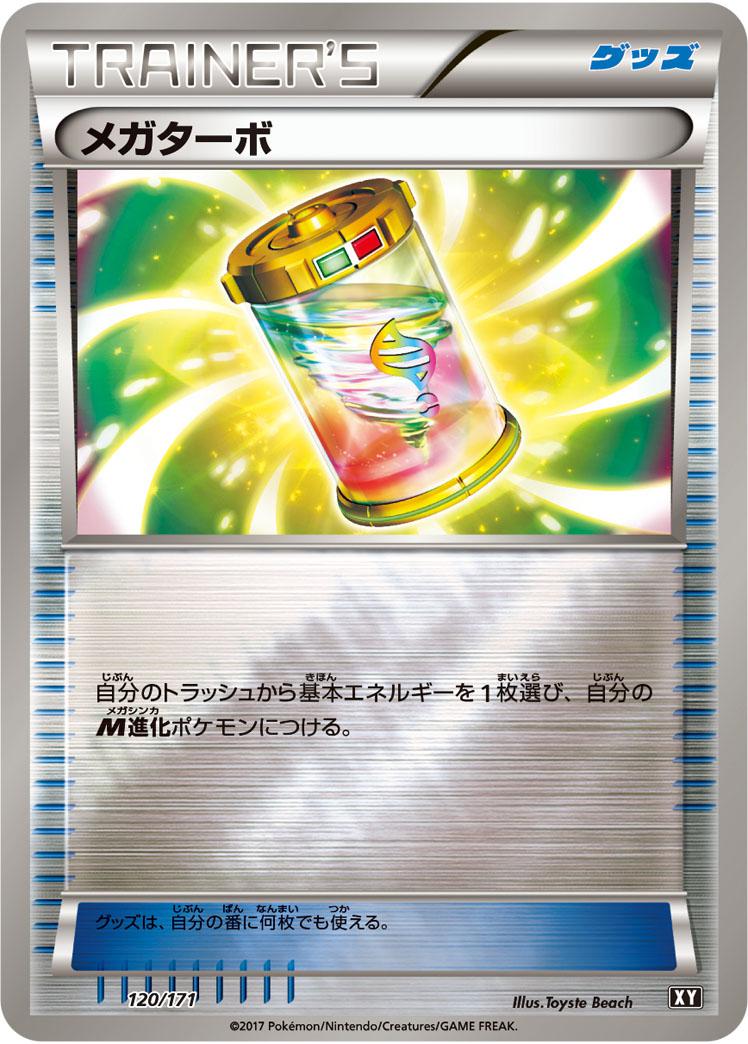 TRAINER'S
グッズ
メガターボ
自分のトラッシュから基本エネルギーを1枚選び、自分の
M進化ポケモンにつける。
グッズは、自分の番に何枚でも使える。
120/171
Illus.Toyste Beach
XY
©2017 Pokémon/Nintendo/Creatures/GAME FREAK.